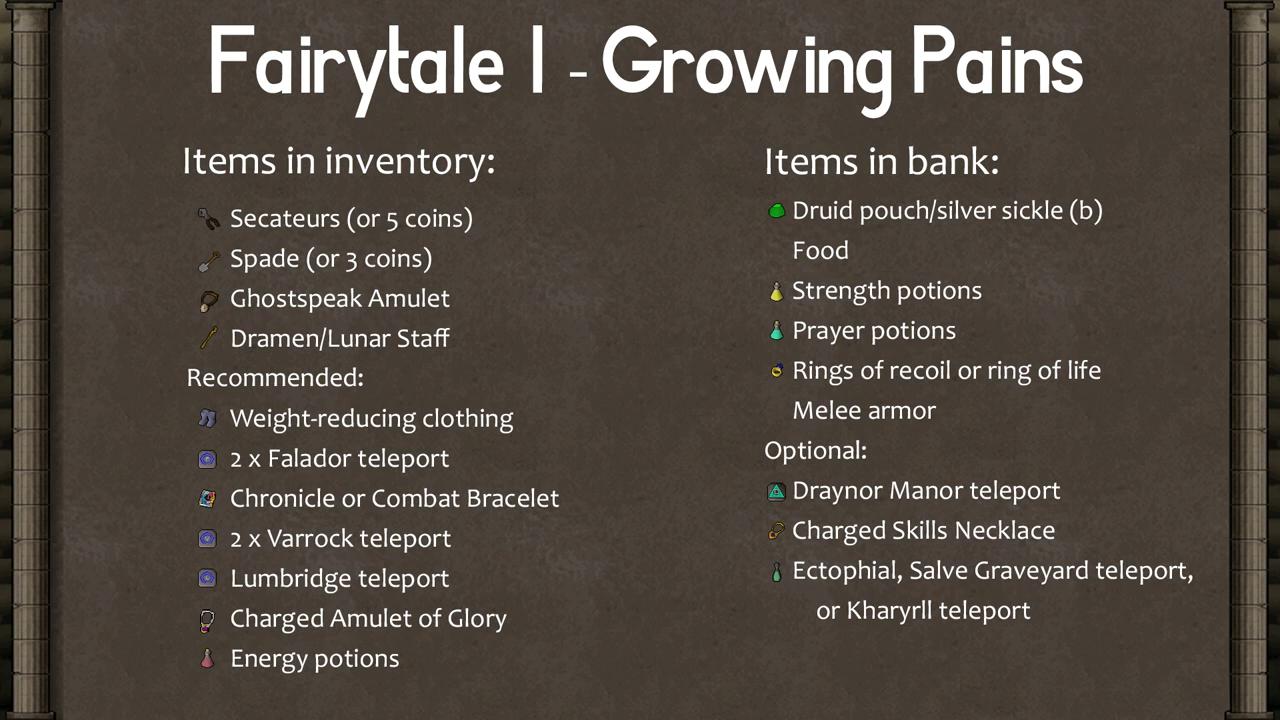 Fairytale I - Growing Pains
Items in inventory:
Secateurs (or 5 coins)
Spade (or 3 coins)
Ghostspeak Amulet
Dramen/Lunar Staff
Recommended:
Weight-reducing clothing
2 x Falador teleport
Chronicle or Combat Bracelet
2 x Varrock teleport
Lumbridge teleport
Charged Amulet of Glory
Energy potions
Items in bank:
Druid pouch/silver sickle (b)
Food
Strength potions
Prayer potions
Rings of recoil or ring of life
Melee armor
Optional:
Draynor Manor teleport
Charged Skills Necklace
Ectophial, Salve Graveyard teleport,
or Kharyrll teleport